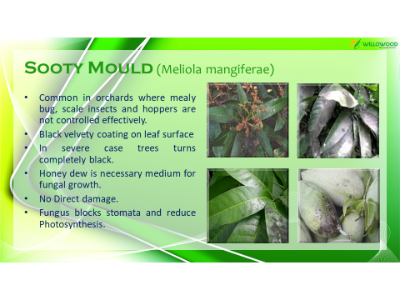 WILLOWOOD
SOOTY MOULD (Meliola mangiferae)
• Common in orchards where mealy
bug, scale insects and hoppers are
not controlled effectively.
• Black velvety coating on leaf surface
• In severe case trees turns
completely black.
• Honey dew is necessary medium for
fungal growth.
• No Direct damage.
• Fungus blocks stomata and reduce
Photosynthesis.